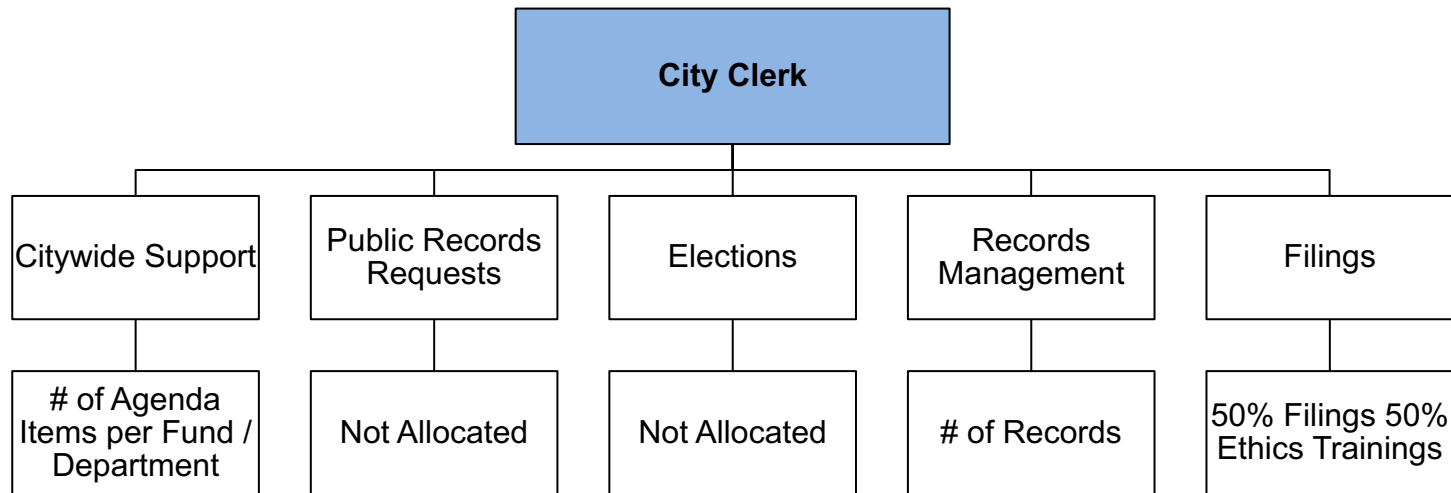 City Clerk
Citywide Support
Public Records
Requests
Elections
Records
Management
Filings
# of Agenda
Items per Fund /
Department
Not Allocated
Not Allocated
# of Records
50% Filings 50%
Ethics Trainings